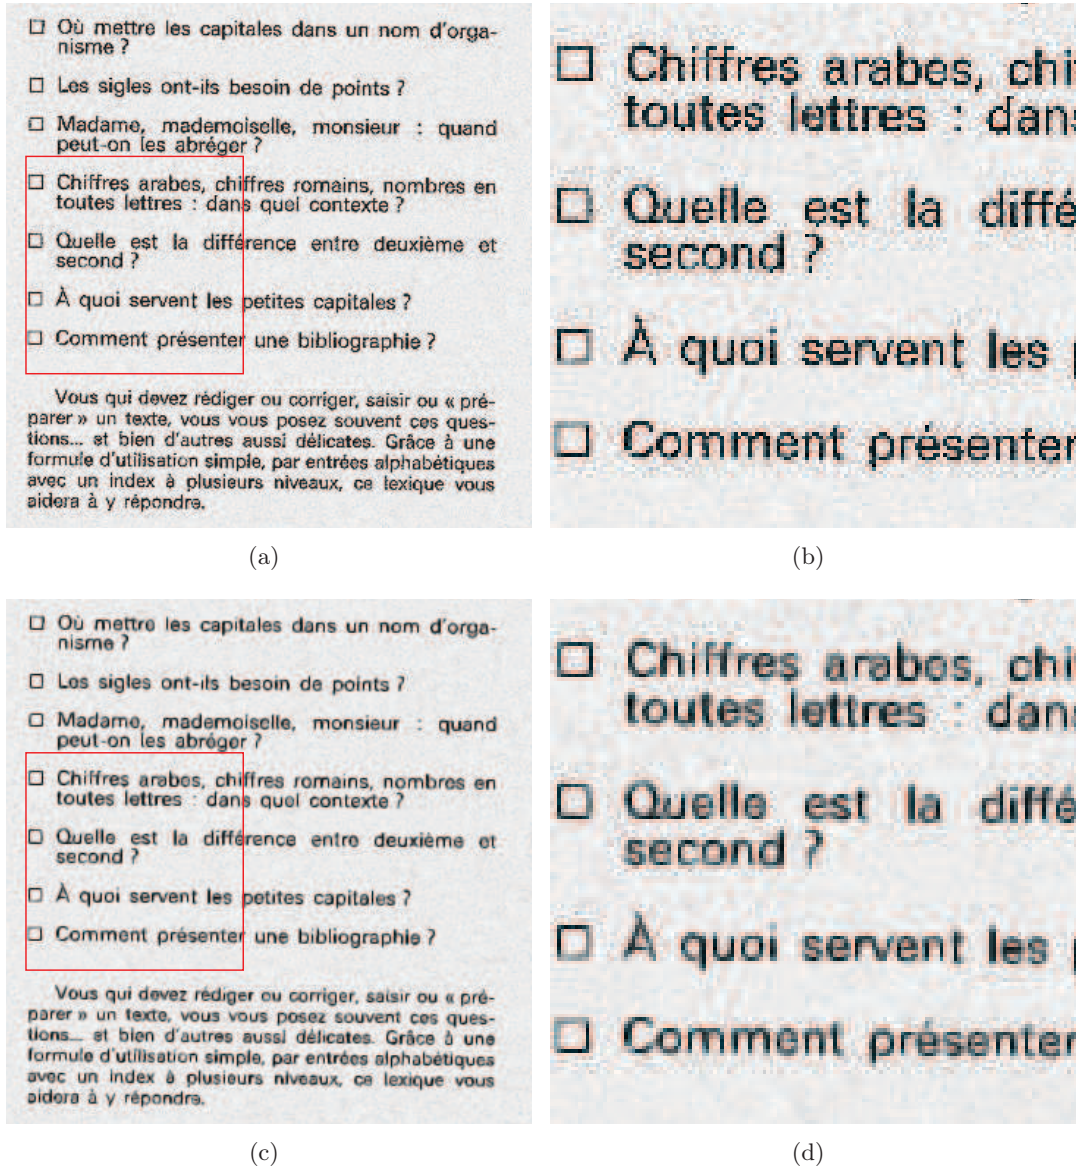 ☐ Où mettre les capitales dans un nom d'orga-
nisme ?
☐ Les sigles ont-ils besoin de points ?
☐ Madame, mademoiselle, monsieur : quand
peut-on les abréger ?
☐ Chiffres arabes, chiffres romains, nombres en
toutes lettres : dans quel contexte ?
☐ Quelle est la différence entre deuxième et
second ?
☐ À quoi servent les petites capitales ?
☐ Comment présenter une bibliographie ?
Vous qui devez rédiger ou corriger, saisir ou « pré-
parer » un texte, vous vous posez souvent ces ques-
tions... et bien d'autres aussi délicates. Grâce à une
formule d'utilisation simple, par entrées alphabétiques
avec un index à plusieurs niveaux, ce lexique vous
aidera à y répondre.
(a)
☐ Chiffres arabes, chi
toutes lettres : dans
☐ Quelle est la diffé
second ?
☐ À quoi servent les p
☐ Comment présenter
(b)
☐ Où mettre les capitales dans un nom d'orga-
nisme ?
☐ Les sigles ont-ils besoin de points ?
☐ Madame, mademoiselle, monsieur : quand
peut-on les abréger ?
☐ Chiffres arabes, chiffres romains, nombres en
toutes lettres : dans quel contexte ?
☐ Quelle est la différence entre deuxième et
second ?
☐ À quoi servent les petites capitales ?
☐ Comment présenter une bibliographie ?
Vous qui devez rédiger ou corriger, saisir ou « pré-
parer » un texte, vous vous posez souvent ces ques-
tions... et bien d'autres aussi délicates. Grâce à une
formule d'utilisation simple, par entrées alphabétiques
avec un index à plusieurs niveaux, ce lexique vous
aidera à y répondre.
(c)
☐ Chiffres arabes, chi
toutes lettres : dans
☐ Quelle est la diffé
second ?
☐ À quoi servent les p
☐ Comment présenter
(d)